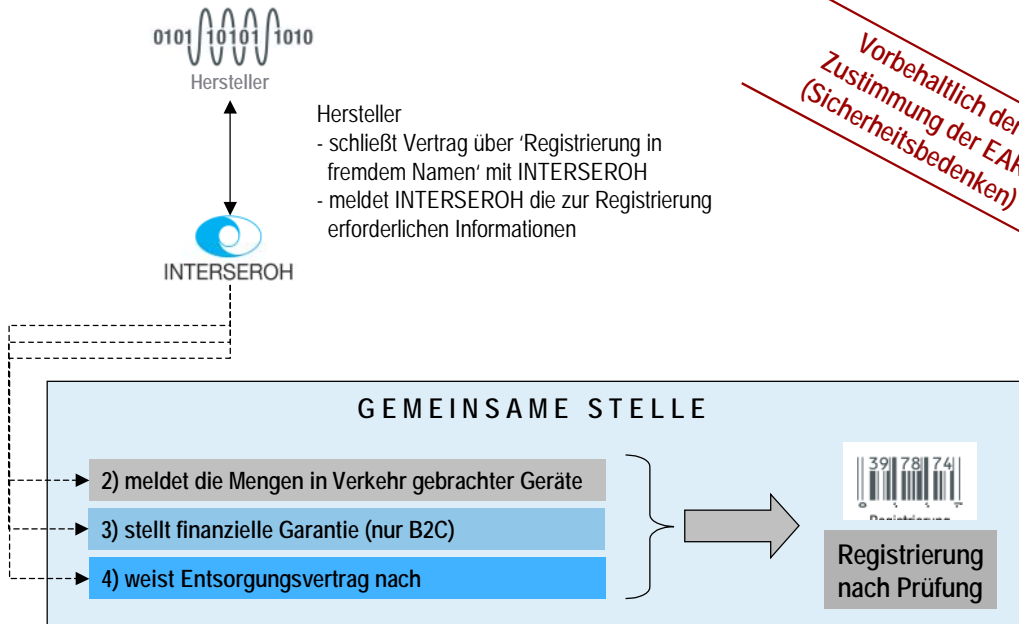 0101 10101 1010
Hersteller
Vorbehaltlich der
Zustimmung der EAR
(Sicherheitsbedenken)
Hersteller
- schließt Vertrag über ‘Registrierung in
fremdem Namen‘ mit INTERSEROH
- meldet INTERSEROH die zur Registrierung
erforderlichen Informationen
INTERSEROH
GEMEINSAME STELLE
2) meldet die Mengen in Verkehr gebrachter Geräte
3) stellt finanzielle Garantie (nur B2C)
4) weist Entsorgungsvertrag nach
39 78 74
Registrierung
nach Prüfung